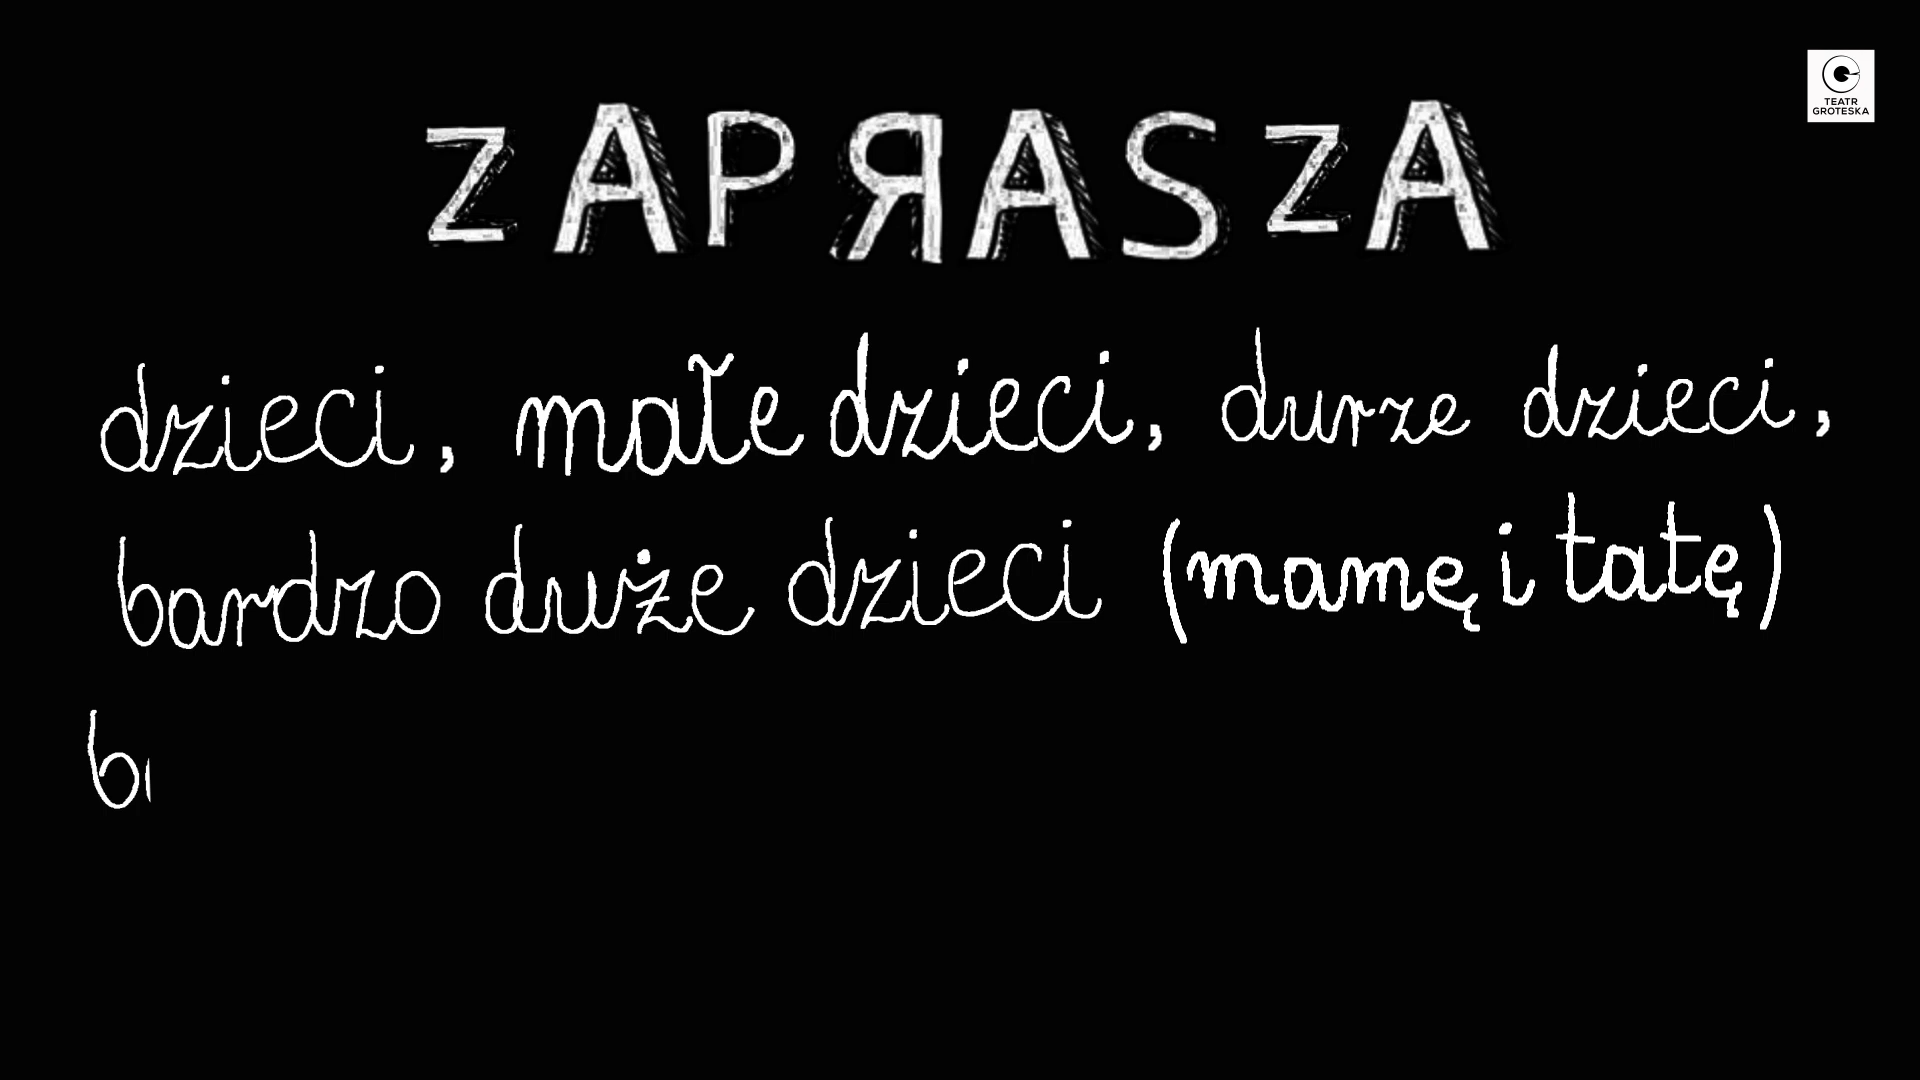 ZAPRASZA
TEATR
GROTESKA
dzieci, małe dzieci, durze dzieci,
bardzo duże dzieci (mamę i tatę)
b